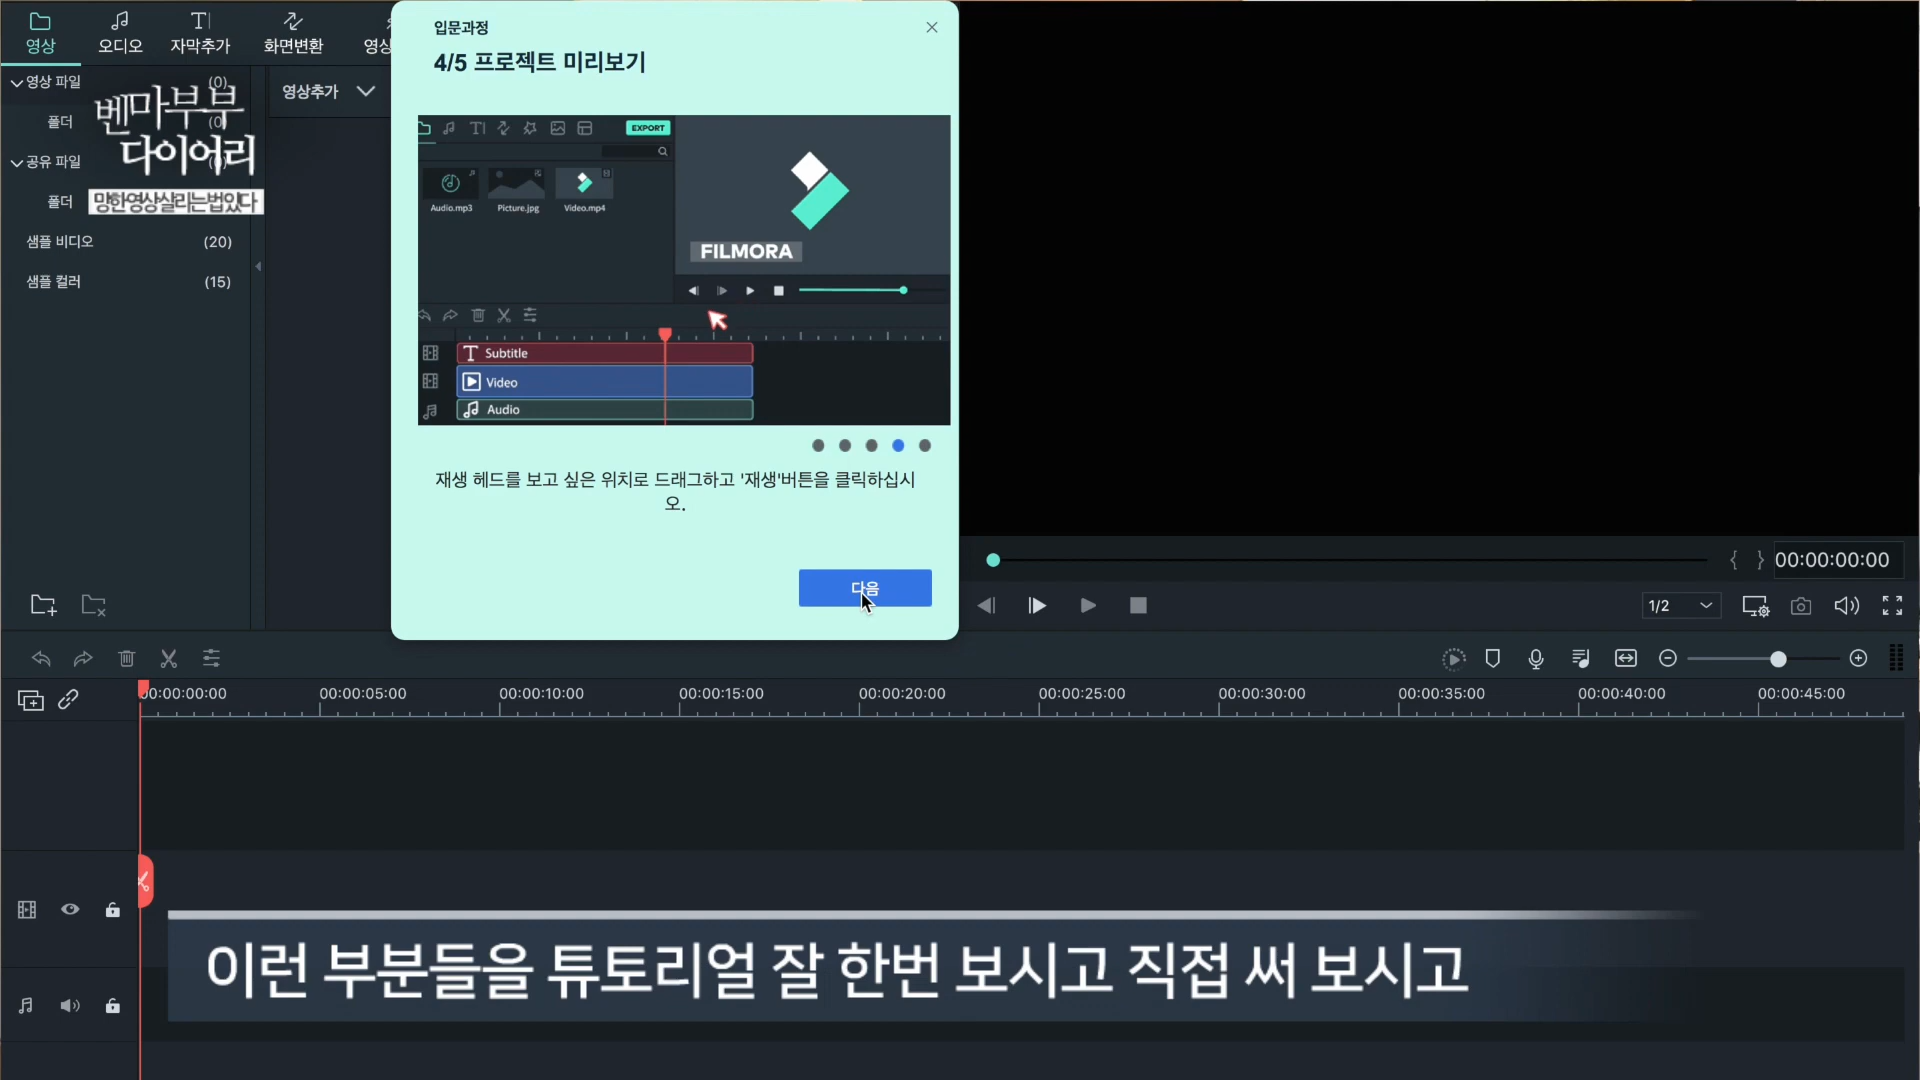 영상
오디오
자막추가
화면변환
영상
영상 파일 (0)
폴더 (0)
공유 파일
폴더
샘플 비디오 (20)
샘플 컬러 (15)
벤마부부
다이어리
망한영상살리는법있다
영상추가
입문과정
4/5 프로젝트 미리보기
EXPORT
Audio.mp3
Picture.jpg
Video.mp4
FILMORA
Subtitle
Video
Audio
재생 헤드를 보고 싶은 위치로 드래그하고 '재생'버튼을 클릭하십시
오.
다음
{ } 00:00:00:00
1/2
00:00:00:00 00:00:05:00 00:00:10:00 00:00:15:00 00:00:20:00 00:00:25:00 00:00:30:00 00:00:35:00 00:00:40:00 00:00:45:00
이런 부분들을 튜토리얼 잘 한번 보시고 직접 써 보시고